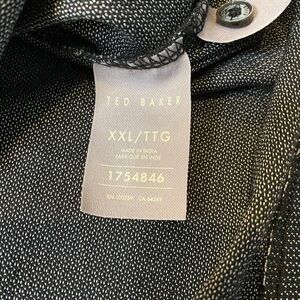 TED BAKER
XXL/TTG
MADE IN INDIA
FABRIQUÉ EN INDE
1754846